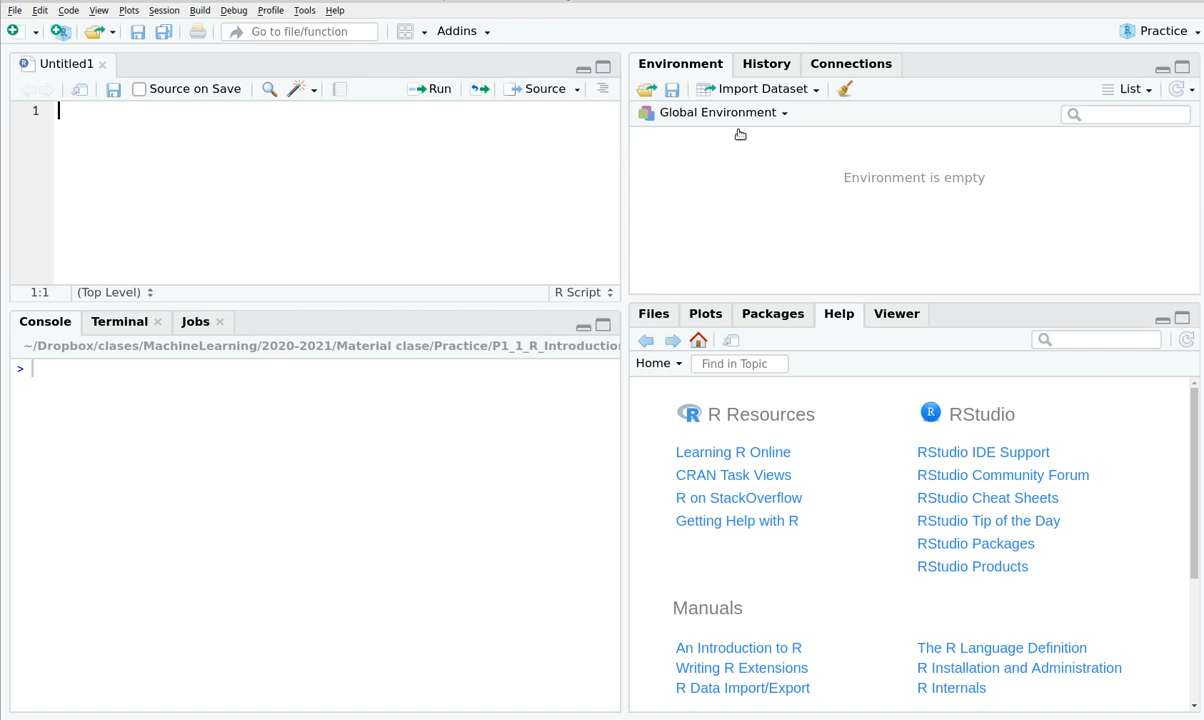 File Edit Code View Plots Session Build Debug Profile Tools Help
Go to file/function Addins Practice
Untitled1
Source on Save Run Source
1
1:1 (Top Level) R Script
Console Terminal Jobs
~/Dropbox/clases/MachineLearning/2020-2021/Material clase/Practice/P1_1_R_Introductio
>
Environment History Connections
Import Dataset List
Global Environment
Environment is empty
Files Plots Packages Help Viewer
Home Find in Topic
R Resources
Learning R Online
CRAN Task Views
R on StackOverflow
Getting Help with R
R RStudio
RStudio IDE Support
RStudio Community Forum
RStudio Cheat Sheets
RStudio Tip of the Day
RStudio Packages
RStudio Products
Manuals
An Introduction to R
Writing R Extensions
R Data Import/Export
The R Language Definition
R Installation and Administration
R Internals